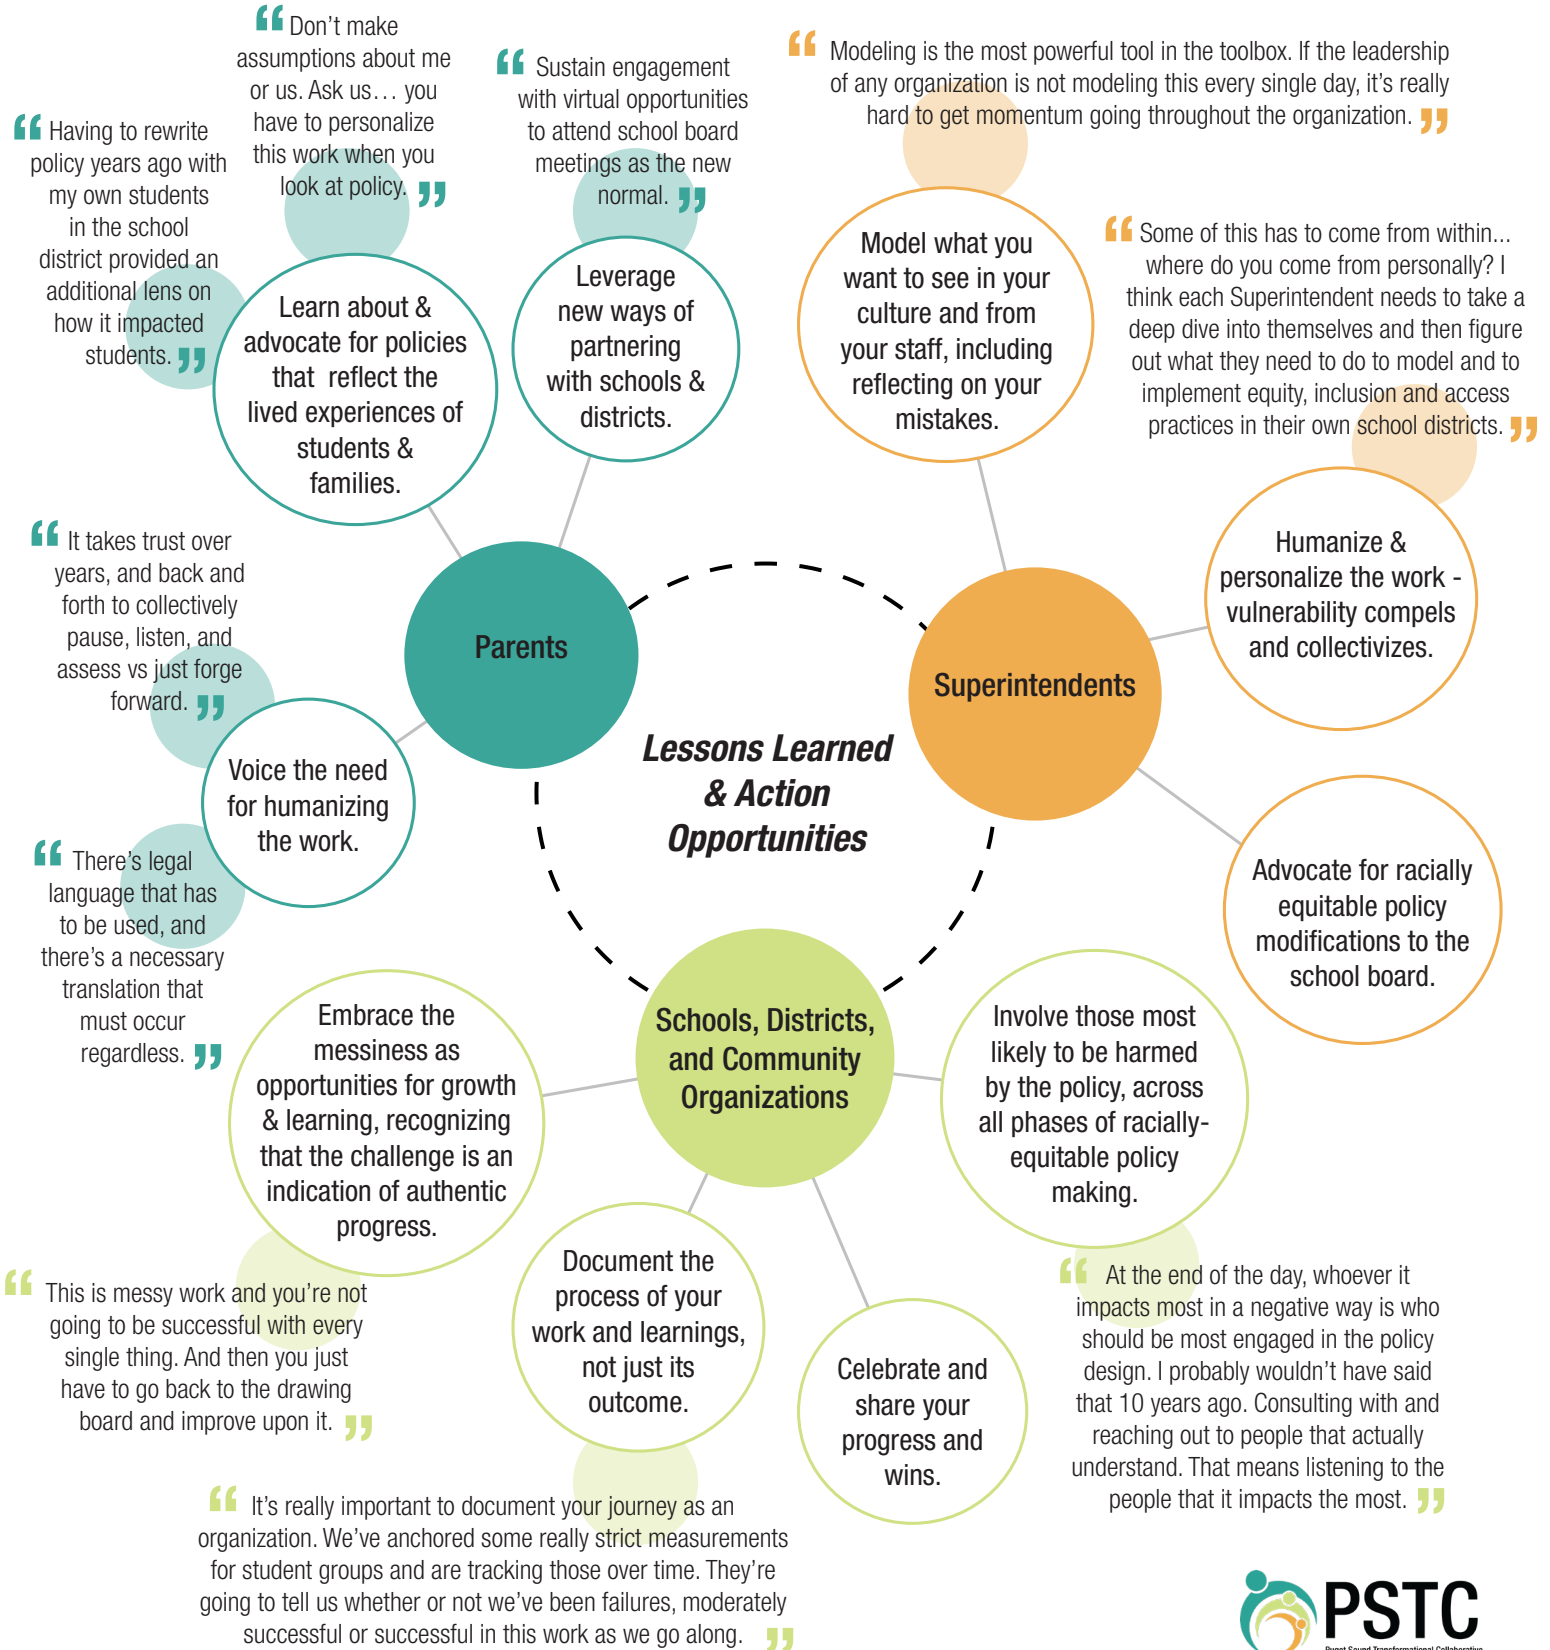 “ Don’t make
assumptions about me
or us. Ask us… you
have to personalize
this work when you
look at policy. ”
“ Sustain engagement
with virtual opportunities
to attend school board
meetings as the new
normal. ”
“ Modeling is the most powerful tool in the toolbox. If the leadership
of any organization is not modeling this every single day, it’s really
hard to get momentum going throughout the organization. ”
“ Having to rewrite
policy years ago with
my own students
in the school
district provided an
additional lens on
how it impacted
students. ”
Learn about &
advocate for policies
that reflect the
lived experiences of
students &
families.
Leverage
new ways of
partnering
with schools &
districts.
Model what you
want to see in your
culture and from
your staff, including
reflecting on your
mistakes.
“ Some of this has to come from within...
where do you come from personally? I
think each Superintendent needs to take a
deep dive into themselves and then figure
out what they need to do to model and to
implement equity, inclusion and access
practices in their own school districts. ”
Humanize &
personalize the work -
vulnerability compels
and collectivizes.
“ It takes trust over
years, and back and
forth to collectively
pause, listen, and
assess vs just forge
forward. ”
Parents
Superintendents
Lessons Learned
& Action
Opportunities
Voice the need
for humanizing
the work.
“ There’s legal
language that has
to be used, and
there’s a necessary
translation that
must occur
regardless. ”
Advocate for racially
equitable policy
modifications to the
school board.
Schools, Districts,
and Community
Organizations
Embrace the
messiness as
opportunities for growth
& learning, recognizing
that the challenge is an
indication of authentic
progress.
Involve those most
likely to be harmed
by the policy, across
all phases of racially-
equitable policy
making.
Document the
process of your
work and learnings,
not just its
outcome.
Celebrate and
share your
progress and
wins.
“ This is messy work and you’re not
going to be successful with every
single thing. And then you just
have to go back to the drawing
board and improve upon it. ”
“ At the end of the day, whoever it
impacts most in a negative way is who
should be most engaged in the policy
design. I probably wouldn’t have said
that 10 years ago. Consulting with and
reaching out to people that actually
understand. That means listening to the
people that it impacts the most. ”
“ It’s really important to document your journey as an
organization. We’ve anchored some really strict measurements
for student groups and are tracking those over time. They’re
going to tell us whether or not we’ve been failures, moderately
successful or successful in this work as we go along. ”
PSTC
Puget Sound Transformational Collaborative